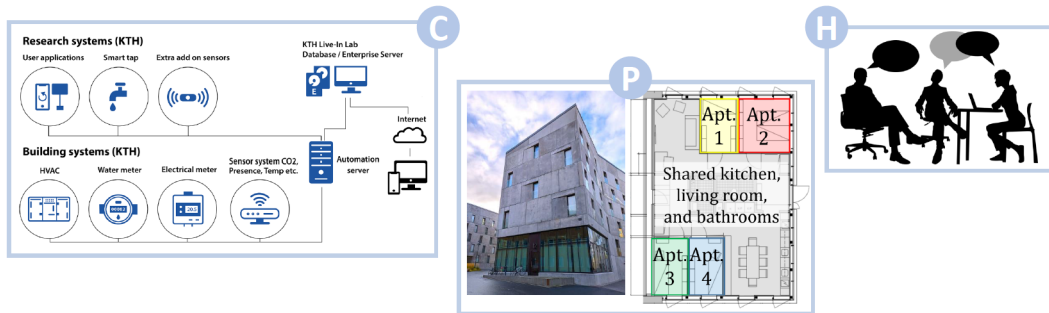 C
Research systems (KTH)
User applications
Smart tap
Extra add on sensors
KTH Live-In Lab
Database / Enterprise Server
E
Internet
Automation
server
Building systems (KTH)
HVAC
Water meter
Electrical meter
Sensor system CO2,
Presence, Temp etc.
P
Apt.
1
Apt.
2
Shared kitchen,
living room,
and bathrooms
Apt.
3
Apt.
4
H